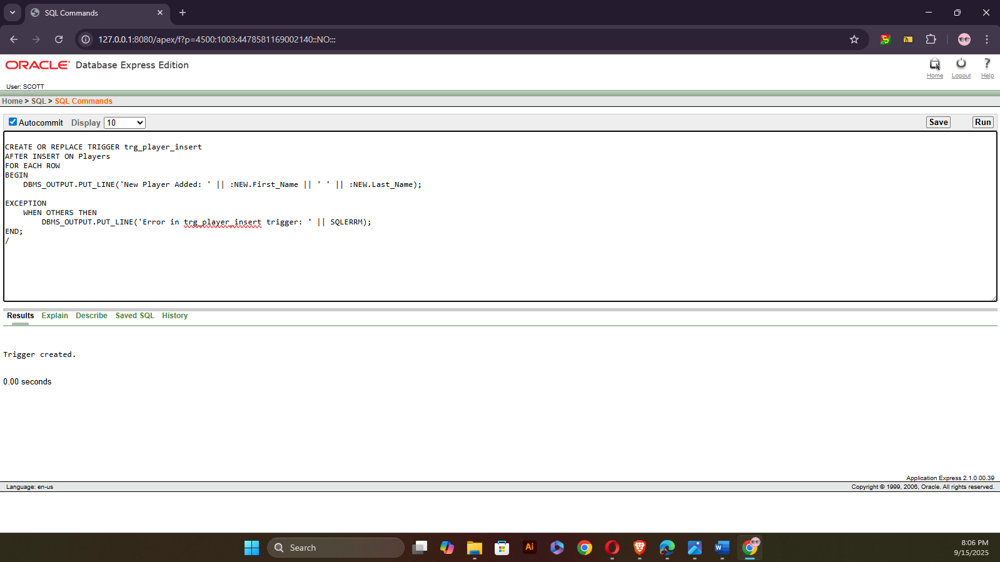 SQL Commands
127.0.0.1:8080/apex/f?p=4500:1003:4478581169002140::NO:::
ORACLE Database Express Edition
Home Logout Help
User: SCOTT
Home > SQL > SQL Commands
Autocommit Display 10 Save Run
CREATE OR REPLACE TRIGGER trg_player_insert
AFTER INSERT ON Players
FOR EACH ROW
BEGIN
    DBMS_OUTPUT.PUT_LINE('New Player Added: ' || :NEW.First_Name || ' ' || :NEW.Last_Name);
EXCEPTION
    WHEN OTHERS THEN
        DBMS_OUTPUT.PUT_LINE('Error in trg_player_insert trigger: ' || SQLERRM);
END;
/
Results Explain Describe Saved SQL History
Trigger created.
0.00 seconds
Application Express 2.1.0.00.39
Language: en-us Copyright © 1999, 2006, Oracle. All rights reserved.
Search
Ai
W
8:06 PM
9/15/2025